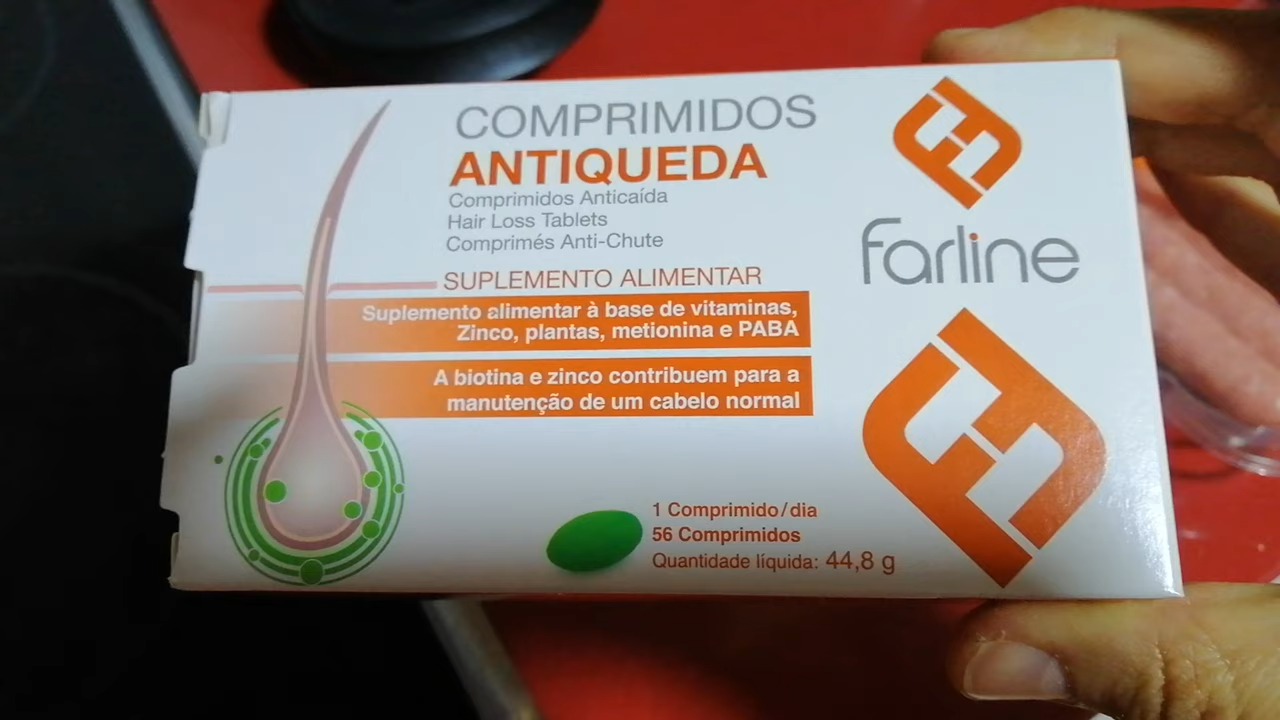 COMPRIMIDOS
ANTIQUEDA
Comprimidos Anticaída
Hair Loss Tablets
Comprimés Anti-Chute
SUPLEMENTO ALIMENTAR
Suplemento alimentar à base de vitaminas,
Zinco, plantas, metionina e PABA
A biotina e zinco contribuem para a
manutenção de um cabelo normal
1 Comprimido/dia
56 Comprimidos
Quantidade líquida: 44,8 g
farline